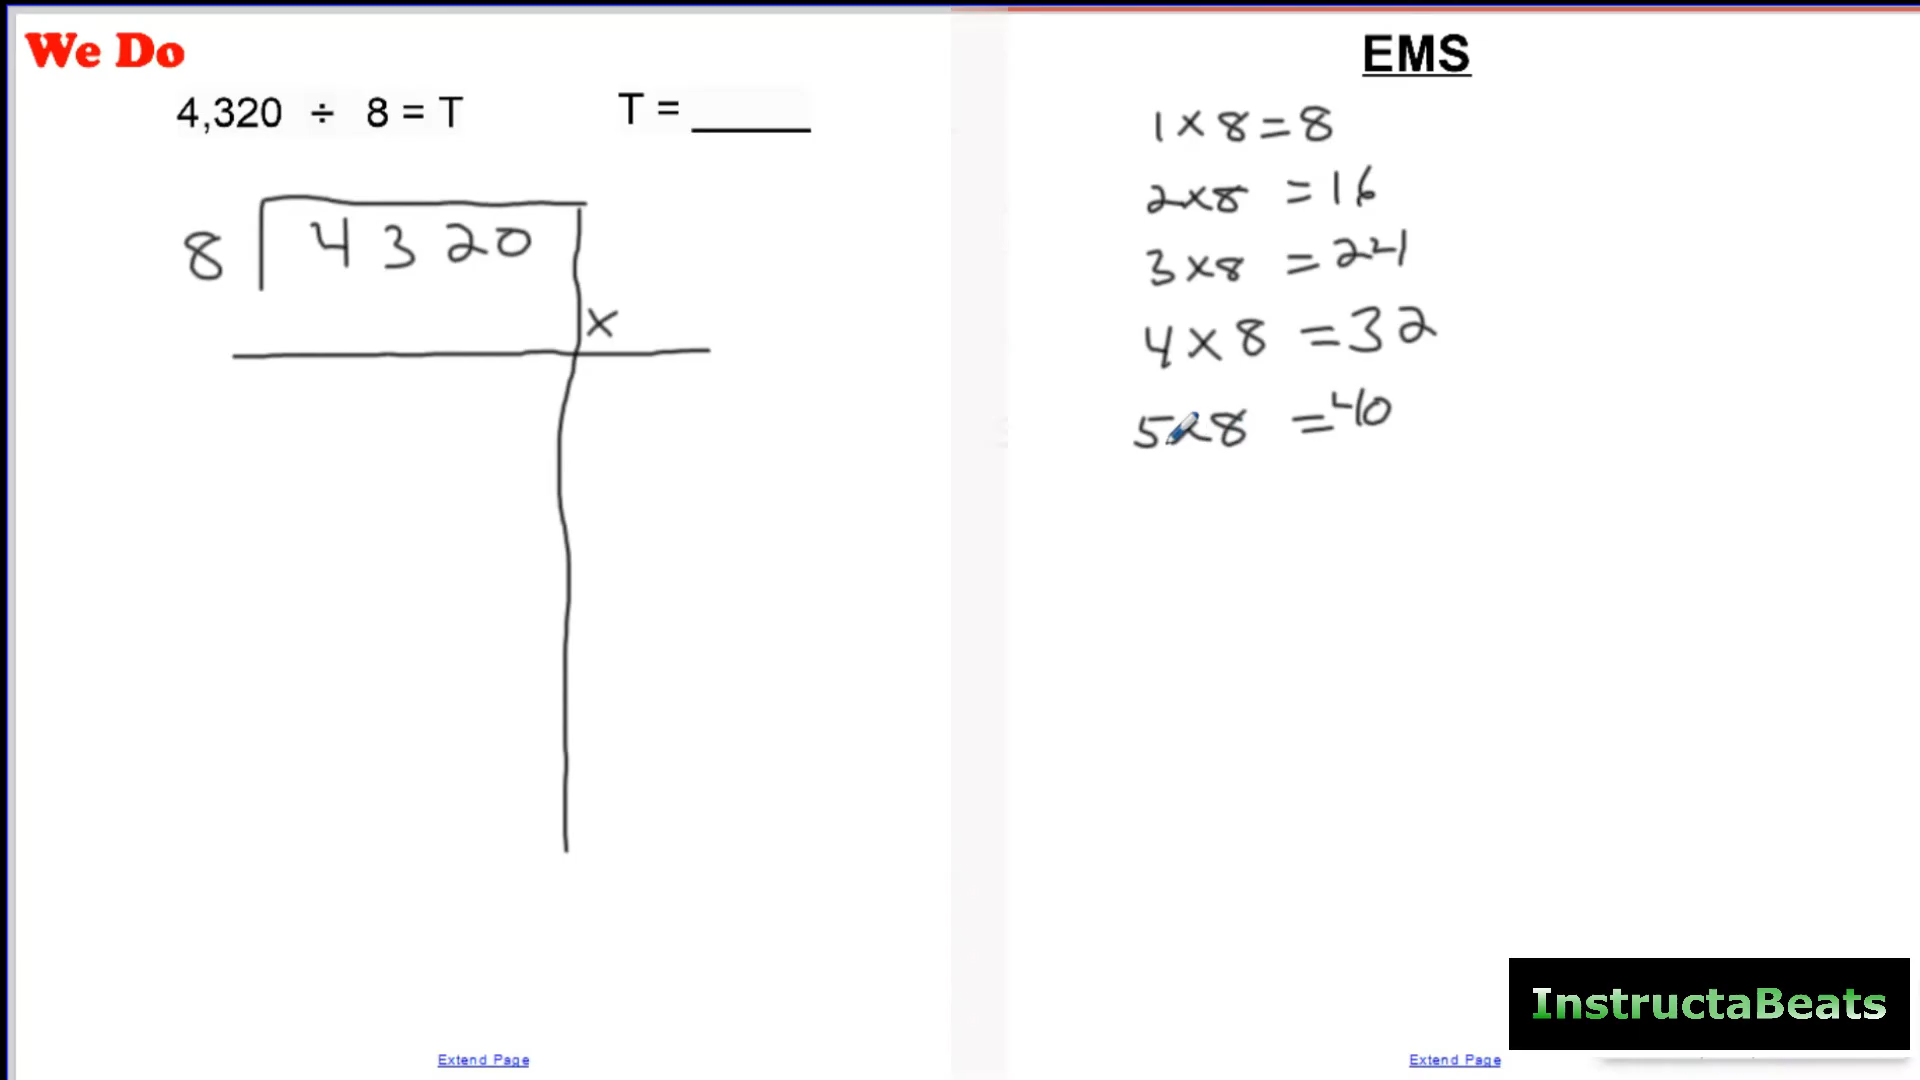 We Do
4,320 ÷ 8 = T T = ______
8 4320
x
EMS
1 x 8 = 8
2 x 8 = 16
3 x 8 = 24
4 x 8 = 32
5 x 8 = 40
InstructaBeats
Extend Page
Extend Page